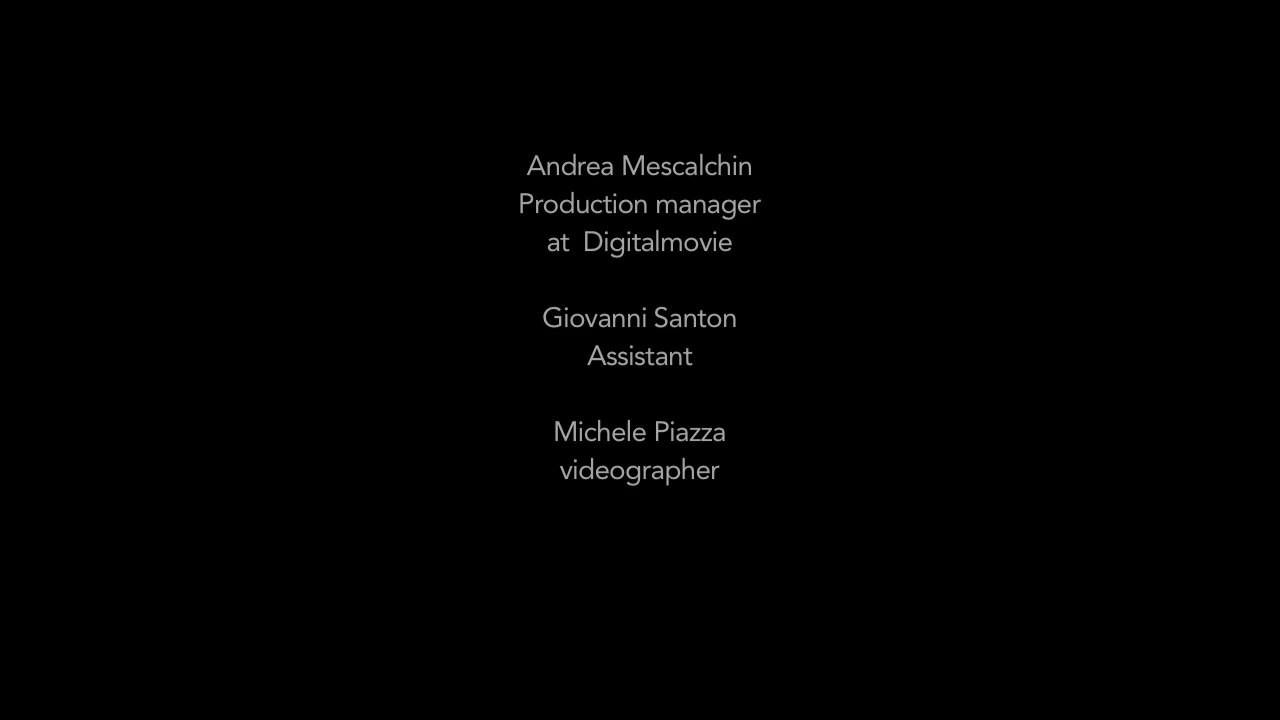 Andrea Mescalchin
Production manager
at  Digitalmovie
Giovanni Santon
Assistant
Michele Piazza
videographer